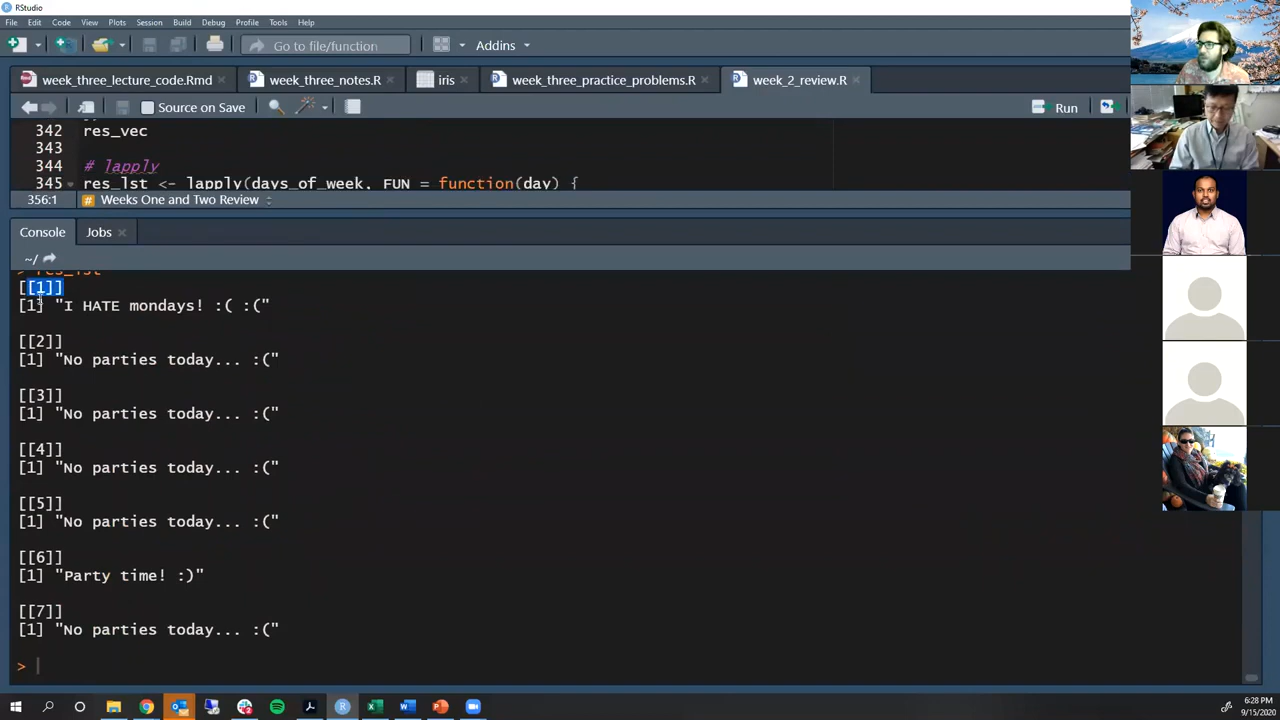 RStudio
File Edit Code View Plots Session Build Debug Profile Tools Help
Go to file/function Addins
week_three_lecture_code.Rmd week_three_notes.R iris week_three_practice_problems.R week_2_review.R
Source on Save Run
342 res_vec
343
344 # lapply
345 res_lst <- lapply(days_of_week, FUN = function(day) {
356:1 # Weeks One and Two Review
Console Jobs
~/
> res_lst
[[1]]
[1] "I HATE mondays! :( :("
[[2]]
[1] "No parties today... :("
[[3]]
[1] "No parties today... :("
[[4]]
[1] "No parties today... :("
[[5]]
[1] "No parties today... :("
[[6]]
[1] "Party time! :)"
[[7]]
[1] "No parties today... :("
>
6:28 PM
9/15/2020